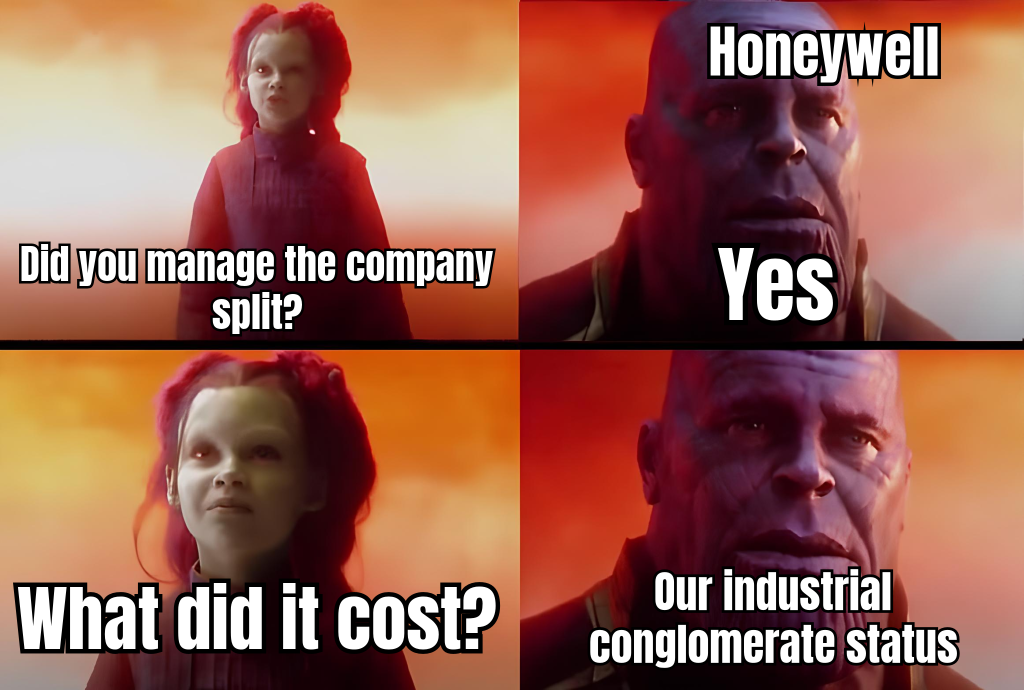 Did you manage the company
split?
Honeywell
Yes
What did it cost?
Our industrial
conglomerate status